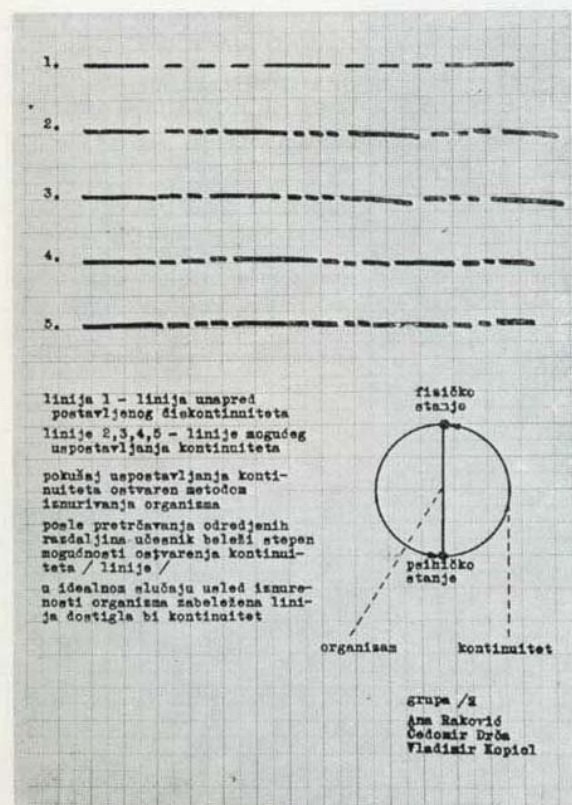 1.
2.
3.
4.
5.
linija 1 – linija unapred
postavljenog diskontinuiteta
linije 2,3,4,5 – linije mogućeg
uspostavljanja kontinuiteta
pokušaj uspostavljanja konti-
nuiteta ostvaren metodom
iznurivanja organizma
posle pretrčavanja odredjenih
razdaljina učesnik beleži stepen
mogućnosti ostvarenja kontinui-
teta / linije /
u idealnom slučaju usled iznure-
nosti organizma zabeležena lini-
ja dostigla bi kontinuitet
fizičko
stanje
psihičko
stanje
organizam
kontinuitet
grupa
Ana Raković
Čedomir Drča
Vladimir Kopicl